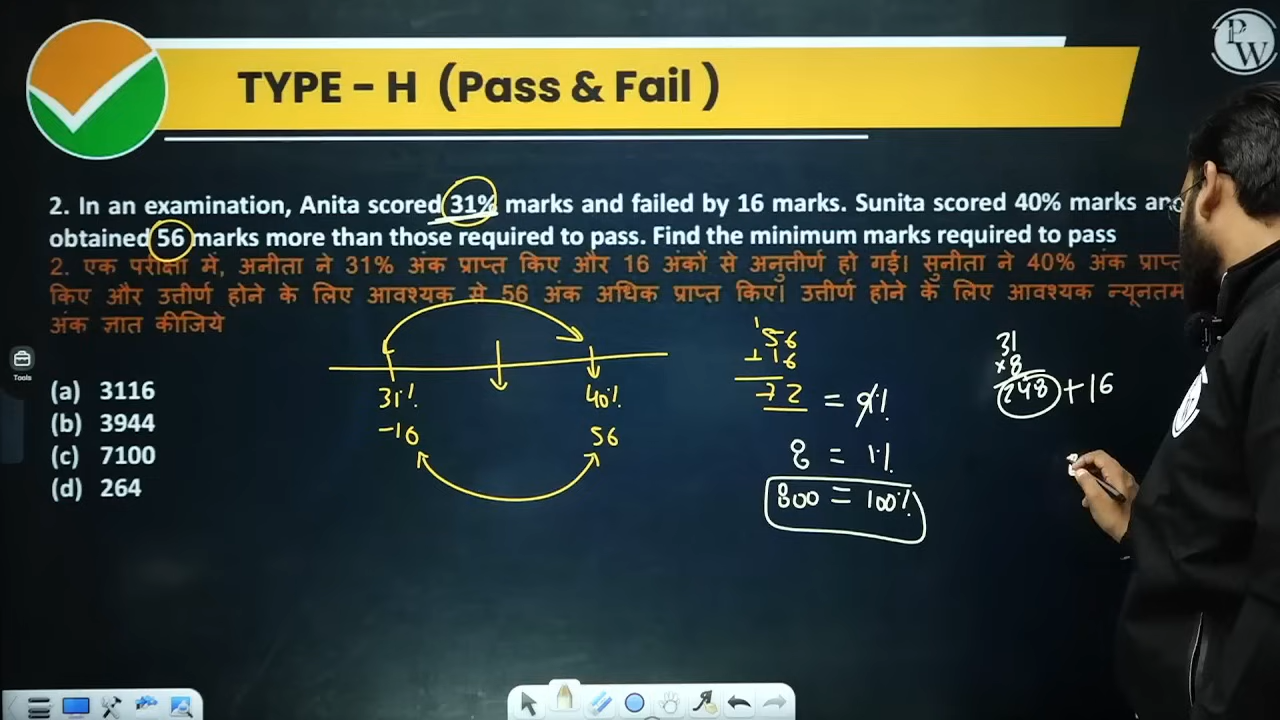 TYPE - H (Pass & Fail )
PW
2. In an examination, Anita scored 31% marks and failed by 16 marks. Sunita scored 40% marks and
obtained 56 marks more than those required to pass. Find the minimum marks required to pass
2. एक परीक्षा में, अनीता ने 31% अंक प्राप्त किए और 16 अंकों से अनुत्तीर्ण हो गई। सुनीता ने 40% अंक प्राप्त
किए और उत्तीर्ण होने के लिए आवश्यक से 56 अंक अधिक प्राप्त किए। उत्तीर्ण होने के लिए आवश्यक न्यूनतम
अंक ज्ञात कीजिये
Tools
(a) 3116
(b) 3944
(c) 7100
(d) 264
31% 40%
-16 56
1
56
+16
72 = 9%
8 = 1%
800 = 100%
31
×8
248 + 16